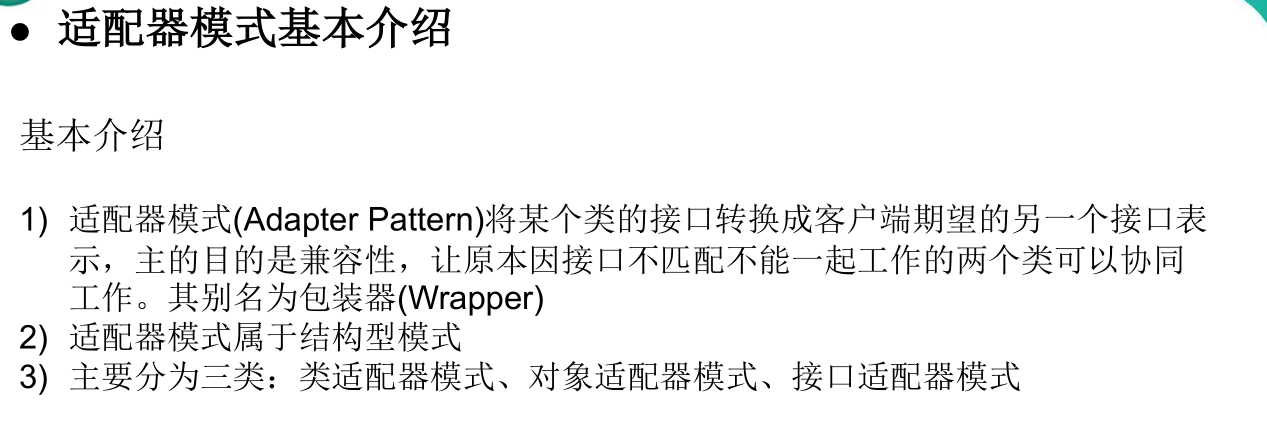 ● 适配器模式基本介绍
基本介绍
1) 适配器模式(Adapter Pattern)将某个类的接口转换成客户端期望的另一个接口表
示，主的目的是兼容性，让原本因接口不匹配不能一起工作的两个类可以协同
工作。其别名为包装器(Wrapper)
2) 适配器模式属于结构型模式
3) 主要分为三类：类适配器模式、对象适配器模式、接口适配器模式